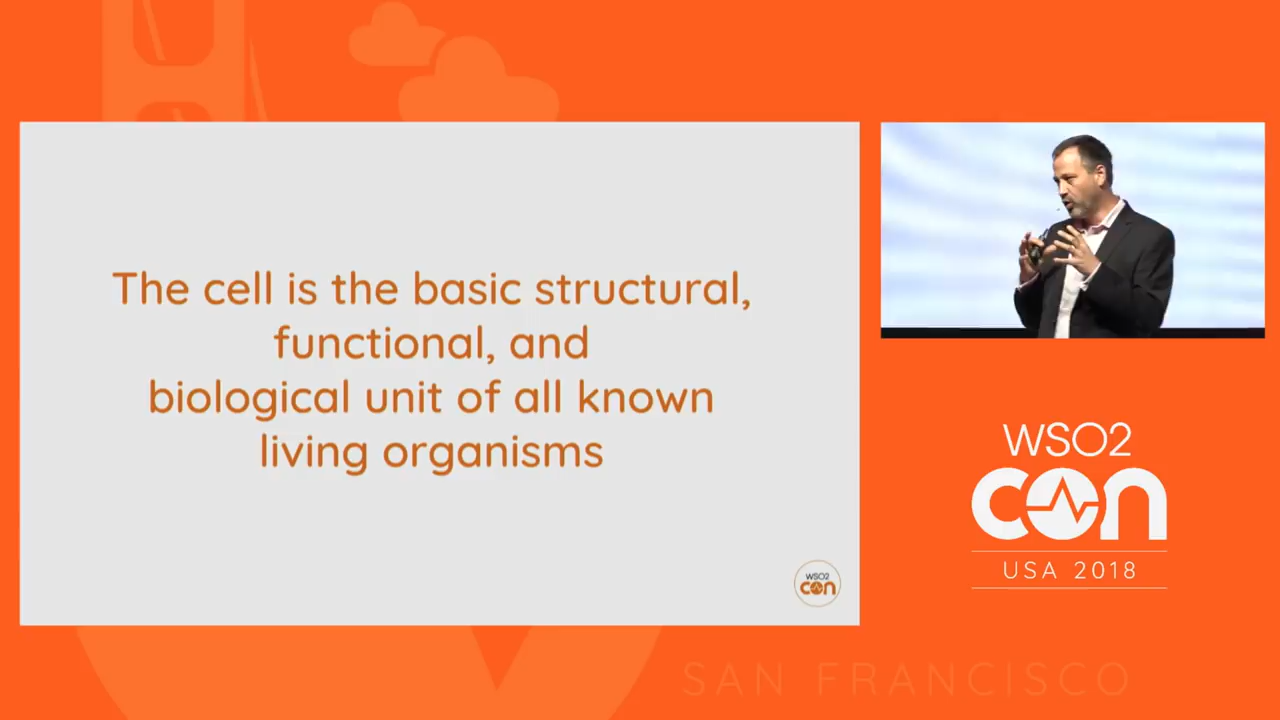 The cell is the basic structural,
functional, and
biological unit of all known
living organisms
WSO2
con
WSO2
con
USA 2018
SAN FRANCISCO